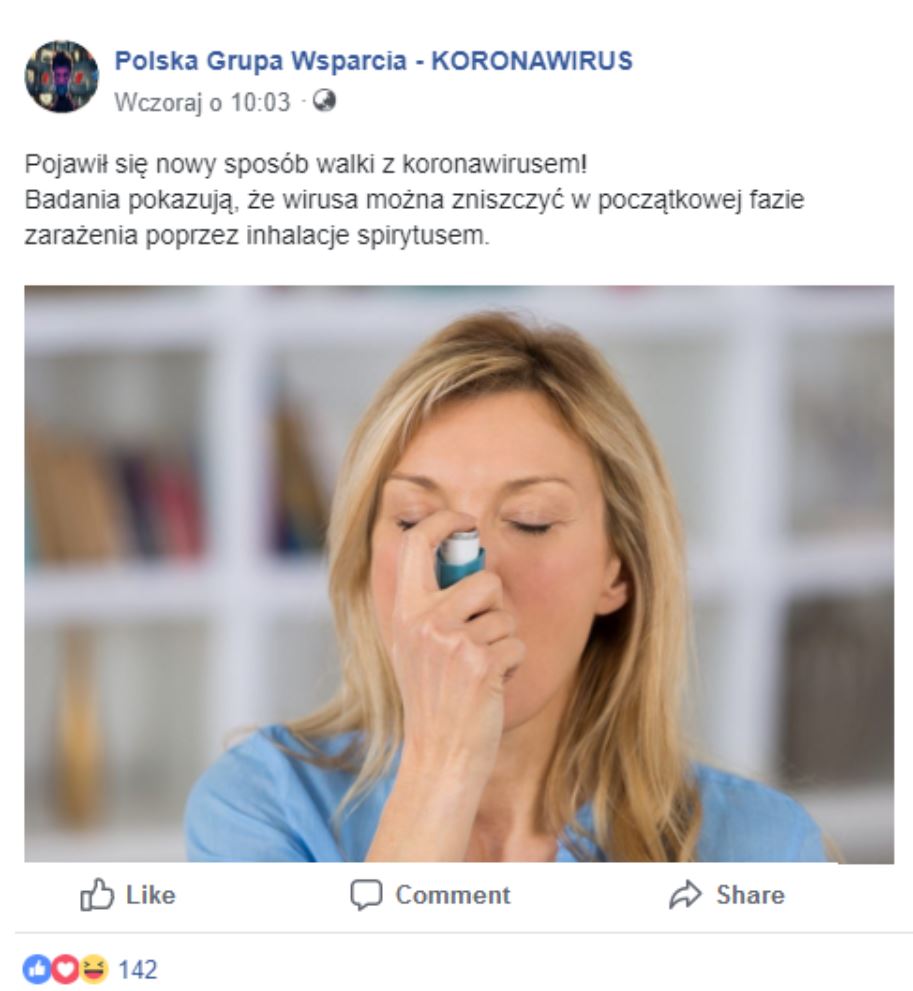 Polska Grupa Wsparcia - KORONAWIRUS
Wczoraj o 10:03 ·
Pojawił się nowy sposób walki z koronawirusem!
Badania pokazują, że wirusa można zniszczyć w początkowej fazie
zarażenia poprzez inhalacje spirytusem.
Like Comment Share
142